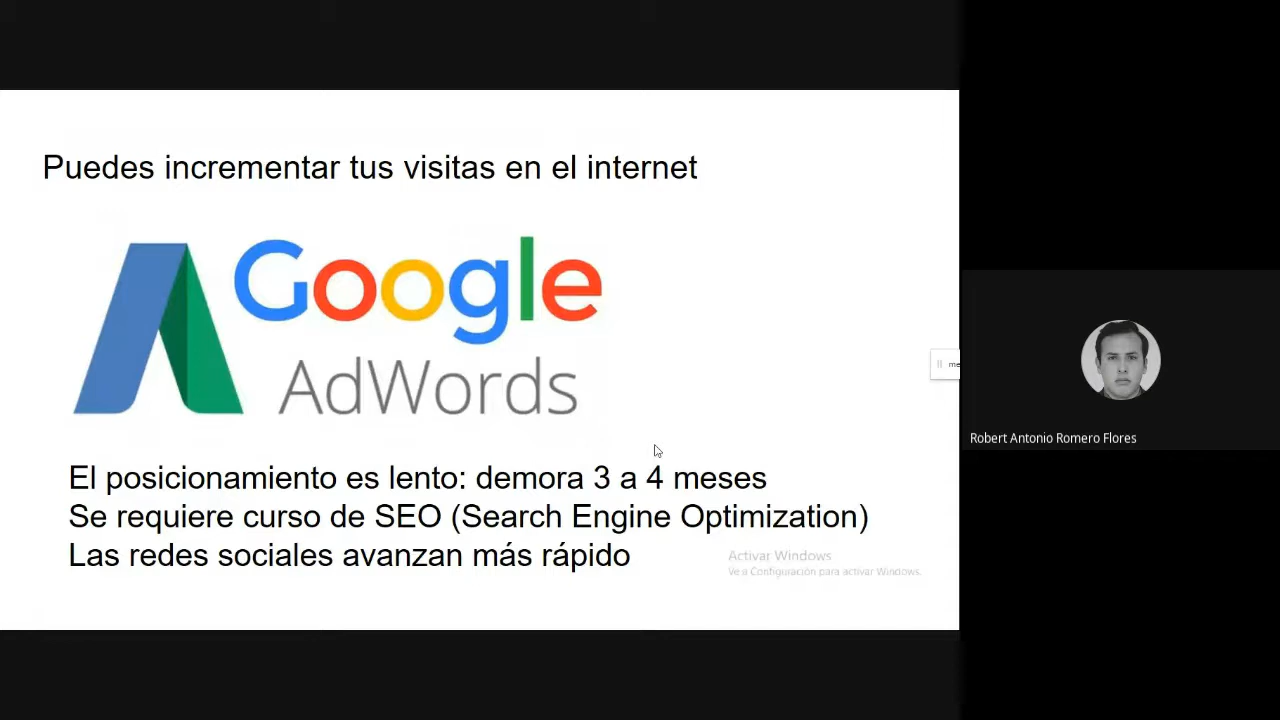 Puedes incrementar tus visitas en el internet
Google
AdWords
El posicionamiento es lento: demora 3 a 4 meses
Se requiere curso de SEO (Search Engine Optimization)
Las redes sociales avanzan más rápido
Activar Windows
Ve a Configuración para activar Windows.
me
Robert Antonio Romero Flores